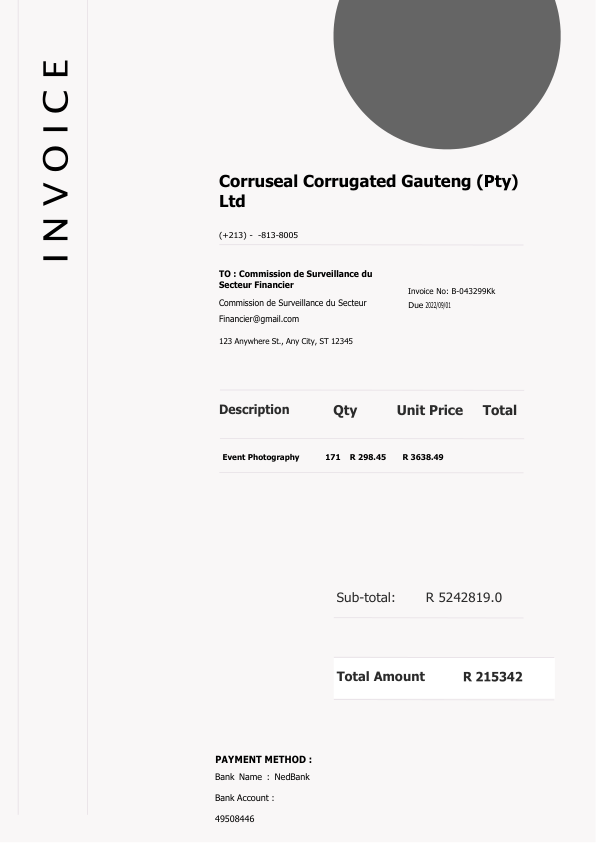 INVOICE
Corruseal Corrugated Gauteng (Pty)
Ltd
(+213) - -813-8005
TO : Commission de Surveillance du
Secteur Financier
Commission de Surveillance du Secteur
Financier@gmail.com
123 Anywhere St., Any City, ST 12345
Invoice No: B-043299Kk
Due 2022/09/01
Description Qty Unit Price Total
Event Photography 171 R 298.45 R 3638.49
Sub-total: R 5242819.0
Total Amount R 215342
PAYMENT METHOD :
Bank Name : NedBank
Bank Account :
49508446